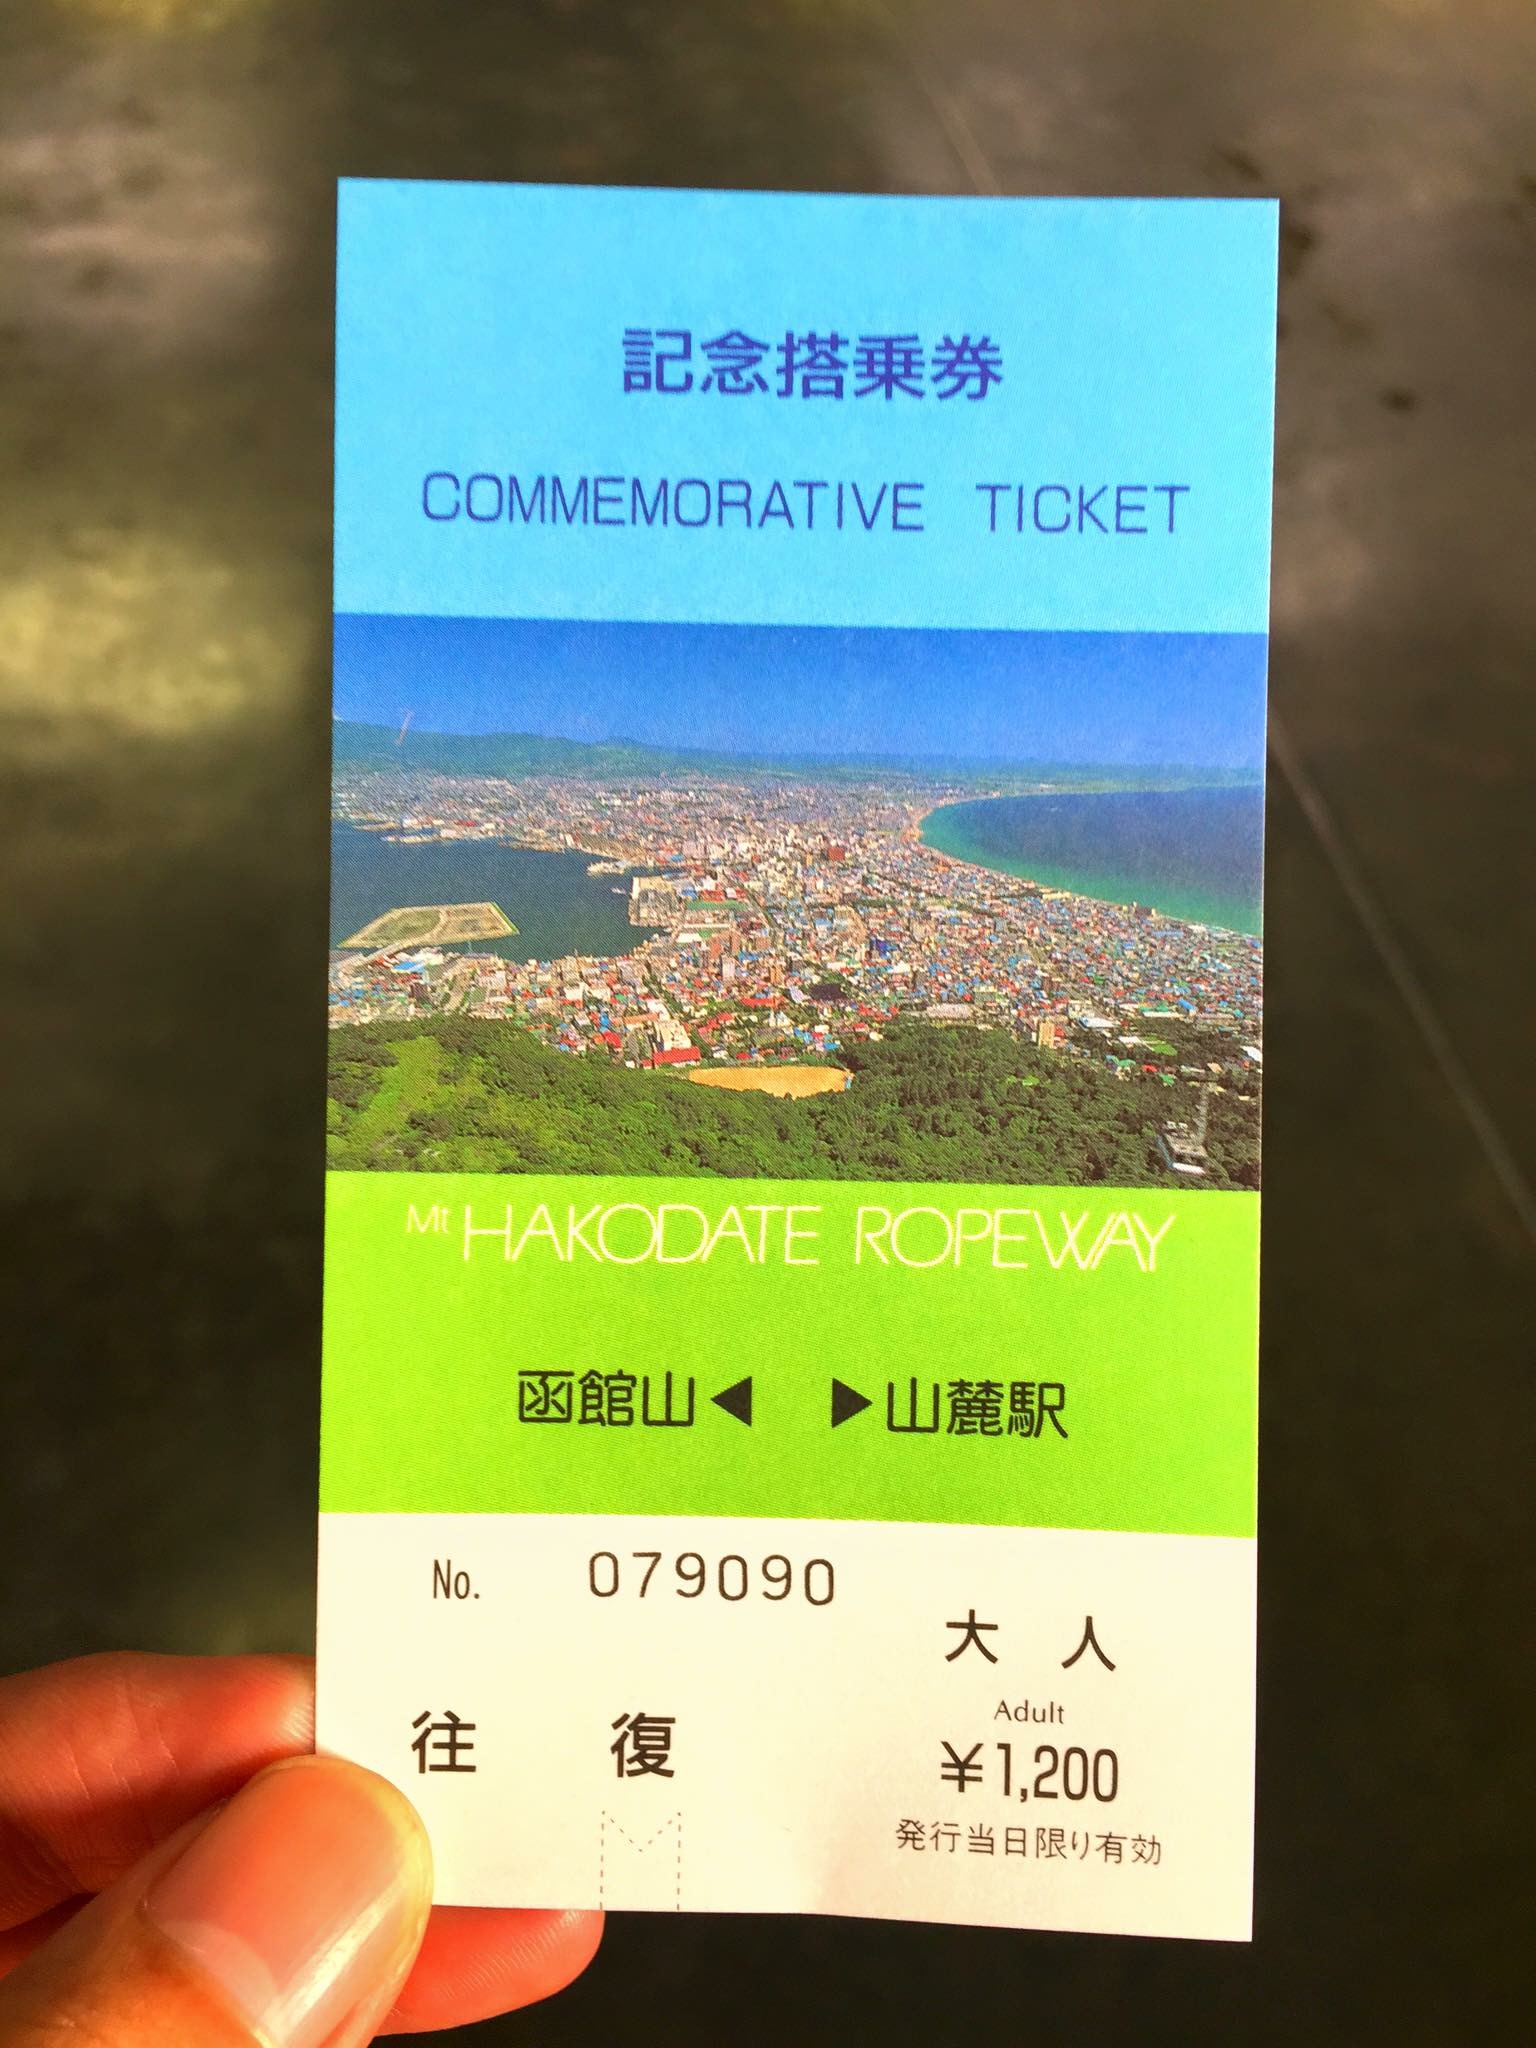 記念搭乗券
COMMEMORATIVE TICKET
Mt HAKODATE ROPEWAY
函館山◀ ▶山麓駅
No. 079090
大人
Adult
往復
¥1,200
発行当日限り有効